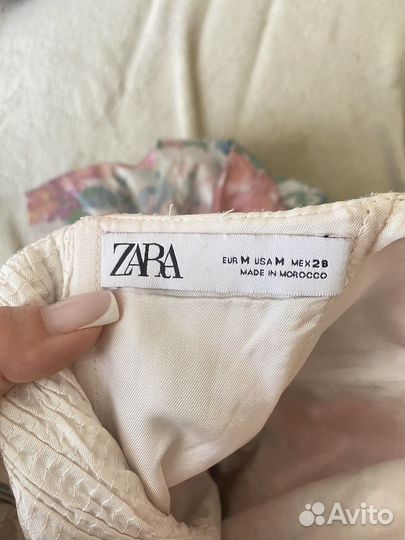 ZARA
EUR M USA M MEX 28
MADE IN MOROCCO
Avito